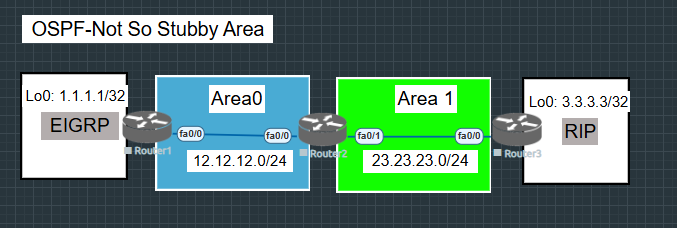 OSPF-Not So Stubby Area
Lo0: 1.1.1.1/32
EIGRP
Router1
Area0
fa0/0
fa0/0
12.12.12.0/24
Router2
Area 1
fa0/1
fa0/0
23.23.23.0/24
Router3
Lo0: 3.3.3.3/32
RIP